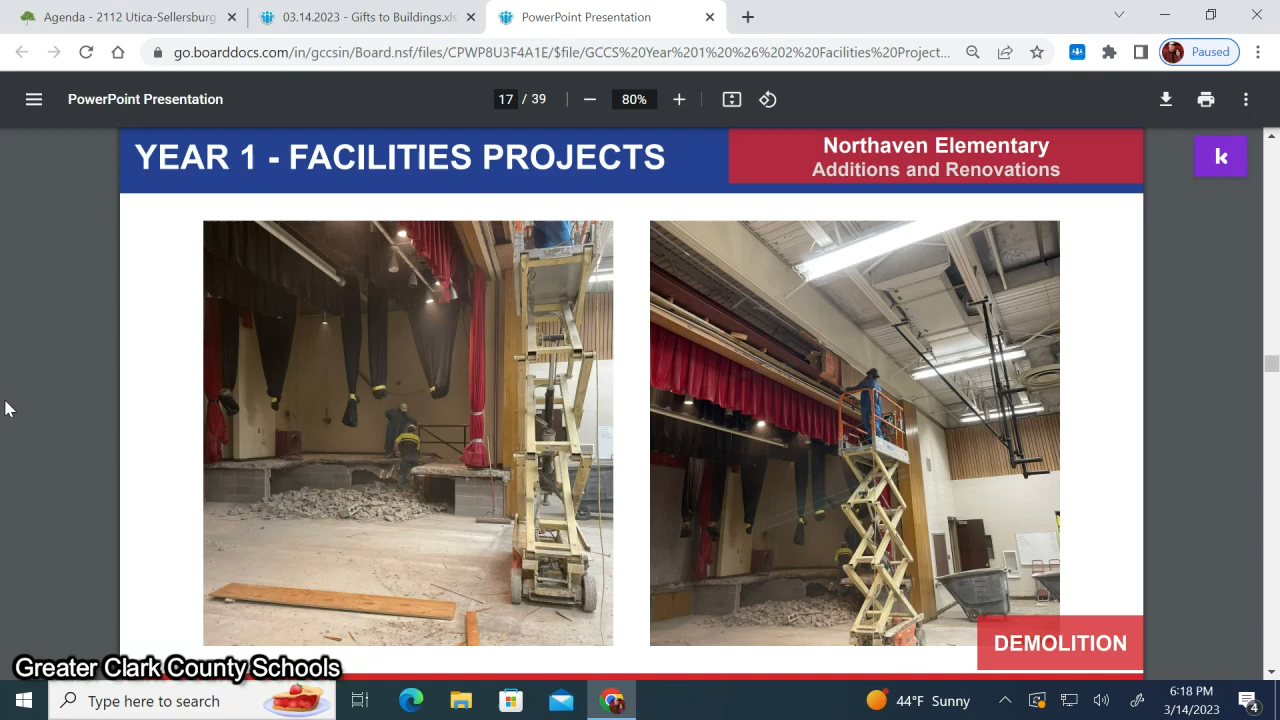 Agenda - 2112 Utica-Sellersburg
03.14.2023 - Gifts to Buildings.xls
PowerPoint Presentation
go.boarddocs.com/in/gccsin/Board.nsf/files/CPWP8U3F4A1E/$file/GCCS%20Year%201%20%26%202%20Facilities%20Project...
Paused
PowerPoint Presentation
17 / 39
80%
YEAR 1 - FACILITIES PROJECTS
Northaven Elementary
Additions and Renovations
k
DEMOLITION
Greater Clark County Schools
Type here to search
44°F Sunny
6:18 PM
3/14/2023
4